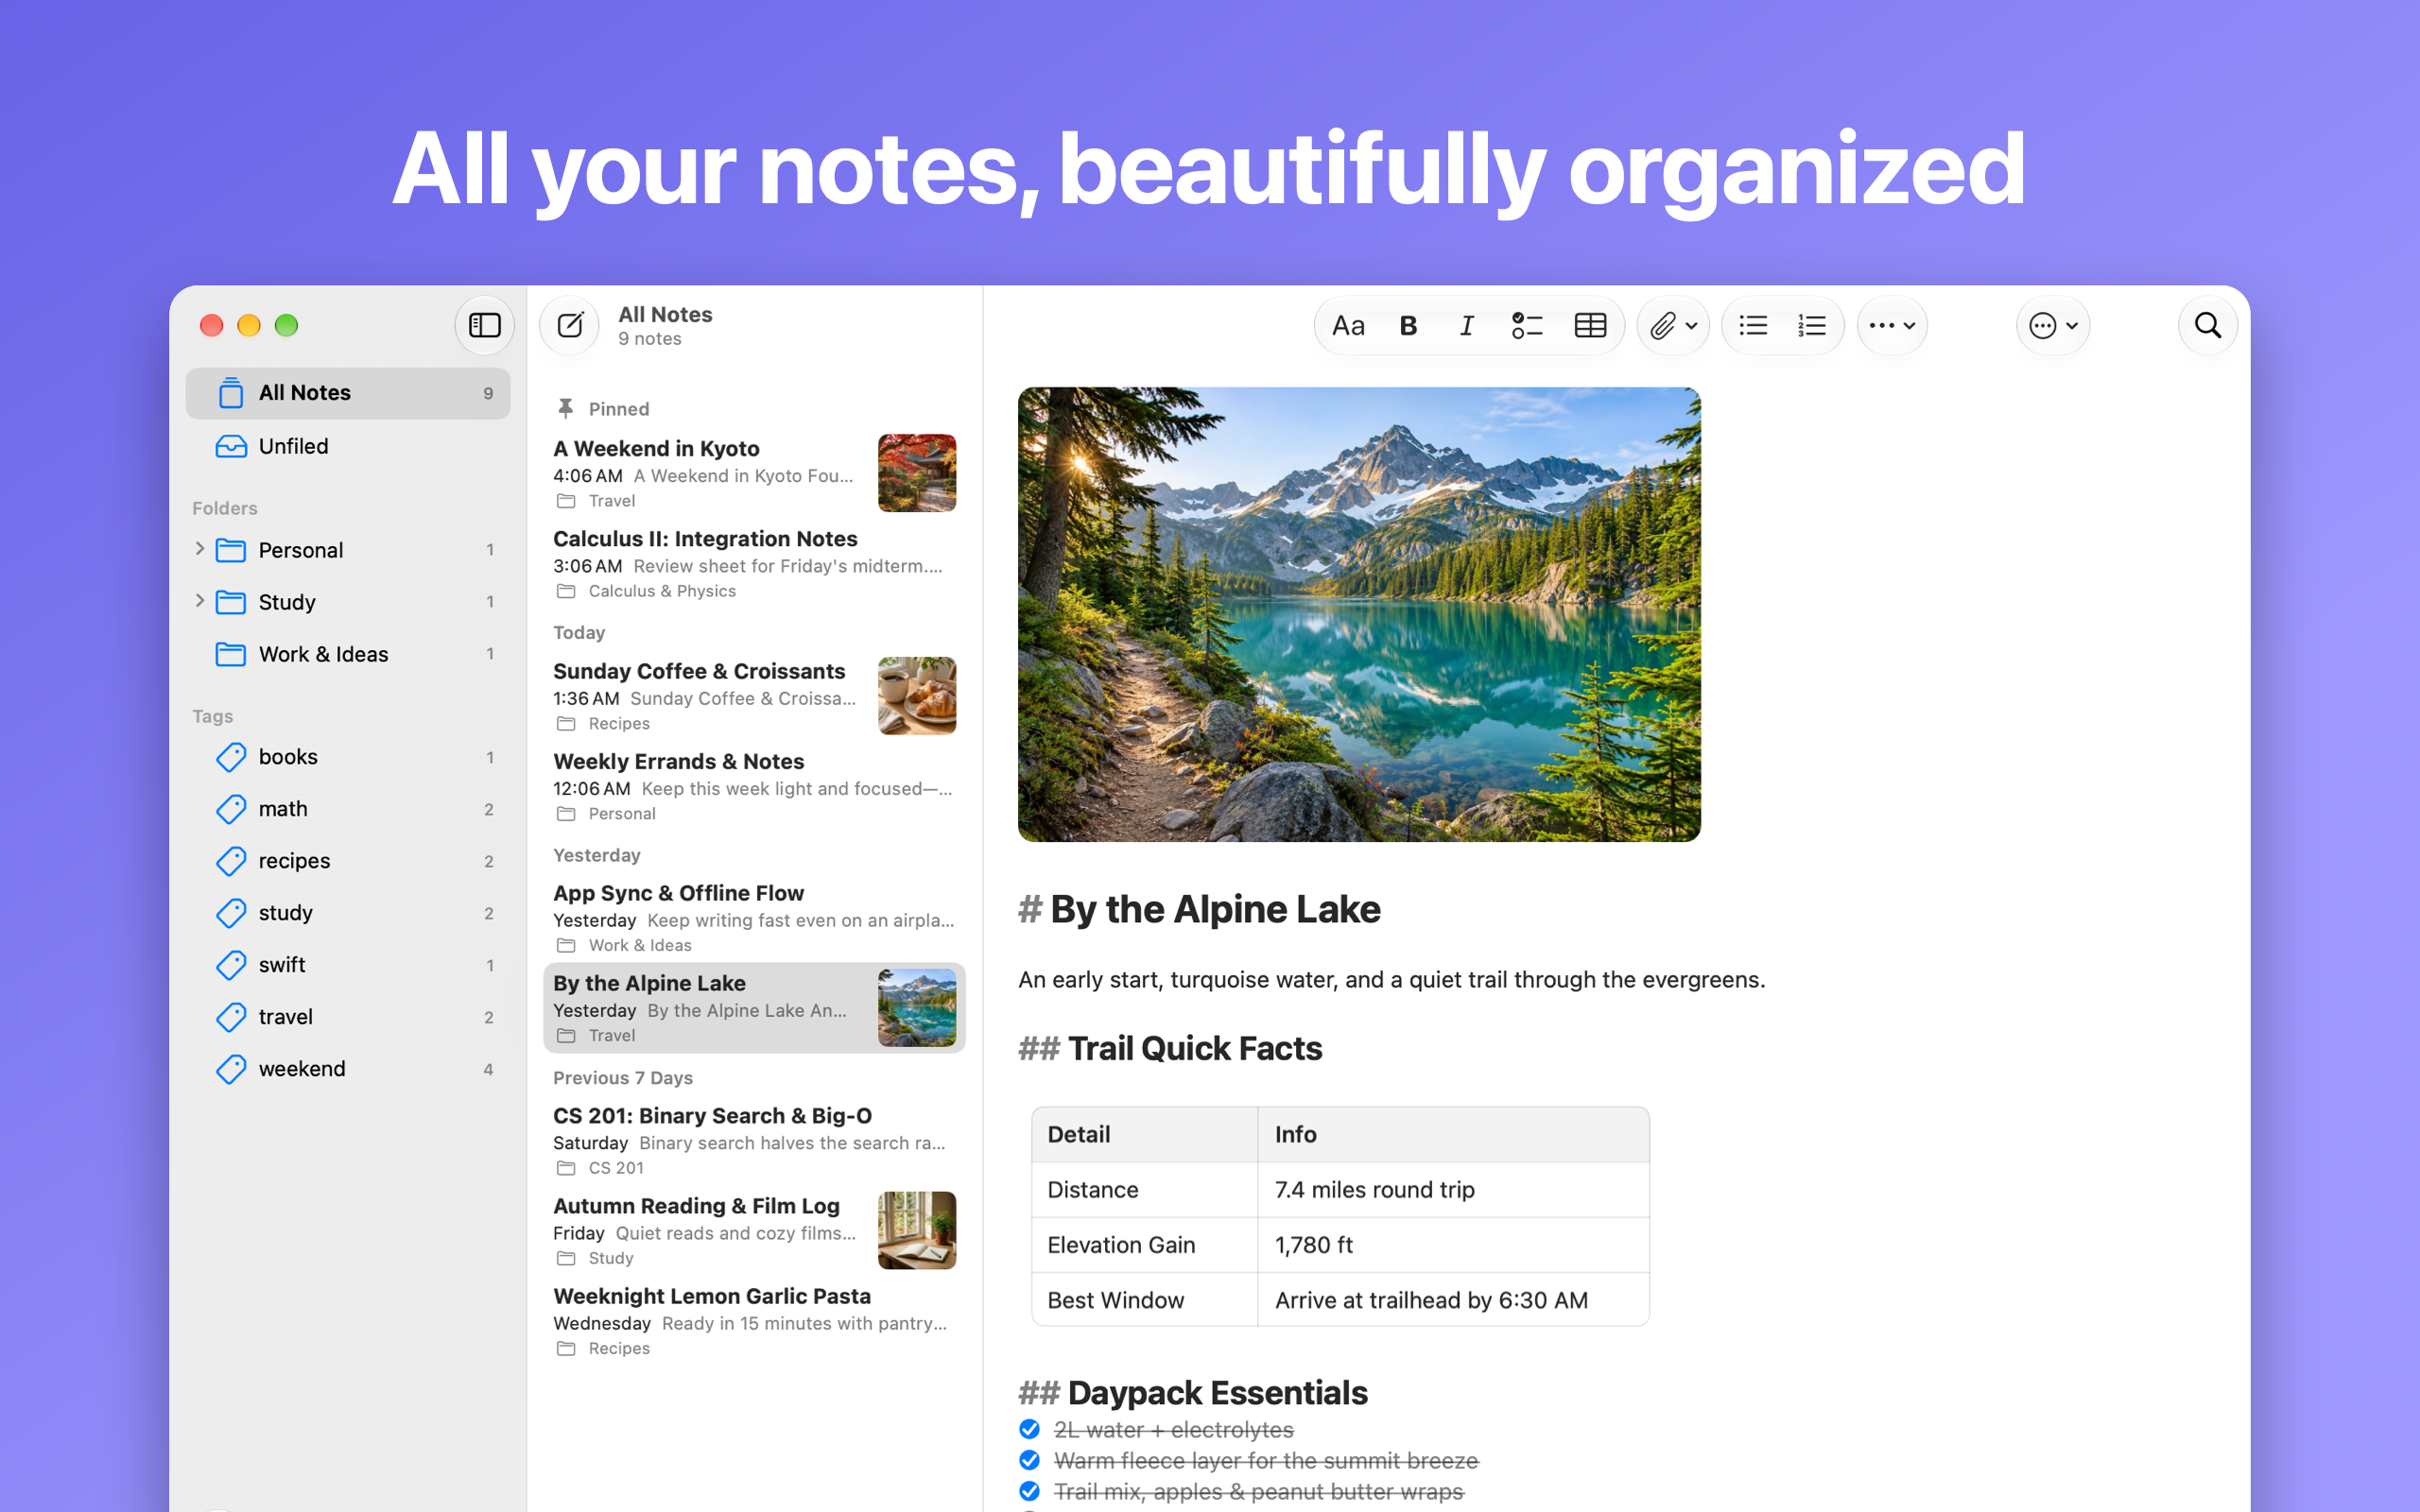 All your notes, beautifully organized
All Notes 9
Unfiled
Folders
Personal 1
Study 1
Work & Ideas 1
Tags
books 1
math 2
recipes 2
study 2
swift 1
travel 2
weekend 4
All Notes
9 notes
Pinned
A Weekend in Kyoto
4:06 AM A Weekend in Kyoto Fou...
Travel
Calculus II: Integration Notes
3:06 AM Review sheet for Friday's midterm....
Calculus & Physics
Today
Sunday Coffee & Croissants
1:36 AM Sunday Coffee & Croissa...
Recipes
Weekly Errands & Notes
12:06 AM Keep this week light and focused—...
Personal
Yesterday
App Sync & Offline Flow
Yesterday Keep writing fast even on an airpla...
Work & Ideas
By the Alpine Lake
Yesterday By the Alpine Lake An...
Travel
Previous 7 Days
CS 201: Binary Search & Big-O
Saturday Binary search halves the search ra...
CS 201
Autumn Reading & Film Log
Friday Quiet reads and cozy films...
Study
Weeknight Lemon Garlic Pasta
Wednesday Ready in 15 minutes with pantry...
Recipes
Aa B I
# By the Alpine Lake
An early start, turquoise water, and a quiet trail through the evergreens.
## Trail Quick Facts
Detail Info
Distance 7.4 miles round trip
Elevation Gain 1,780 ft
Best Window Arrive at trailhead by 6:30 AM
## Daypack Essentials
2L water + electrolytes
Warm fleece layer for the summit breeze
Trail mix, apples & peanut butter wraps